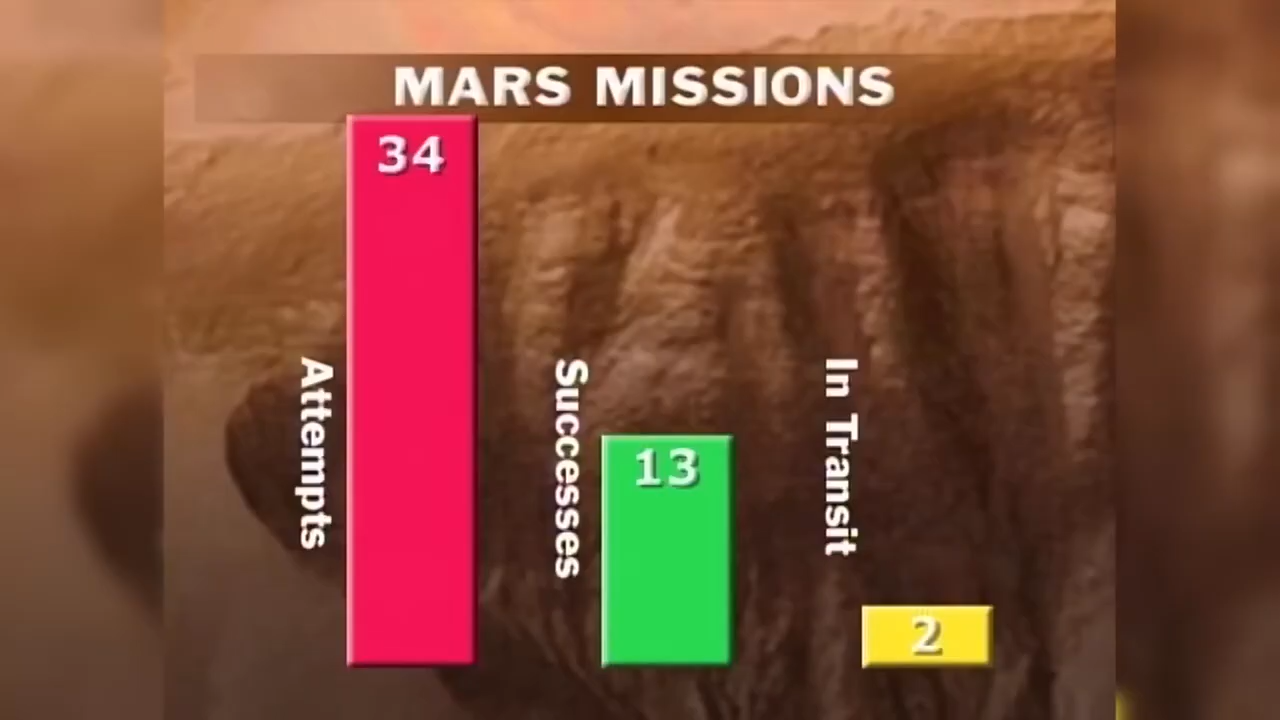 MARS MISSIONS
34
Attempts
13
Successes
2
In Transit